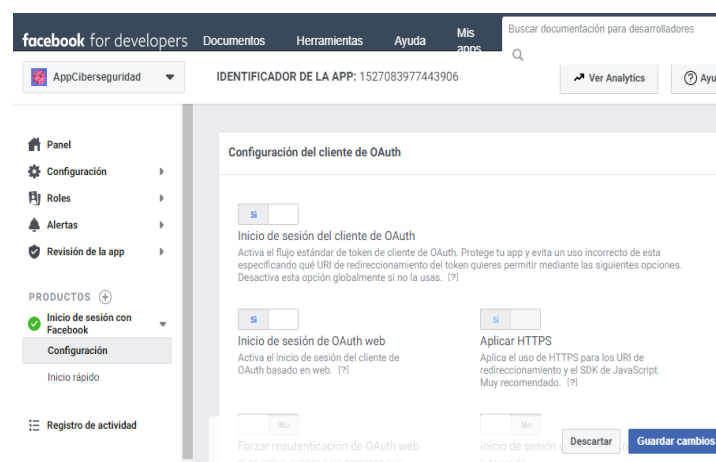 facebook for developers Documentos Herramientas Ayuda Mis apps Buscar documentación para desarrolladores
AppCiberseguridad IDENTIFICADOR DE LA APP: 1527083977443906 Ver Analytics Ayu
Panel
Configuración
Roles
Alertas
Revisión de la app
PRODUCTOS
Inicio de sesión con
Facebook
Configuración
Inicio rápido
Registro de actividad
Configuración del cliente de OAuth
Sí
Inicio de sesión del cliente de OAuth
Activa el flujo estándar de token de cliente de OAuth. Protege tu app y evita un uso incorrecto de esta
especificando qué URI de redireccionamiento del token quieres permitir mediante las siguientes opciones.
Desactiva esta opción globalmente si no la usas. [?]
Sí
Inicio de sesión de OAuth web
Activa el inicio de sesión del cliente de
OAuth basado en web. [?]
Sí
Aplicar HTTPS
Aplica el uso de HTTPS para los URI de
redireccionamiento y el SDK de JavaScript.
Muy recomendado. [?]
No
Forzar reautenticación de OAuth web
No
Inicio de sesión
Descartar Guardar cambios